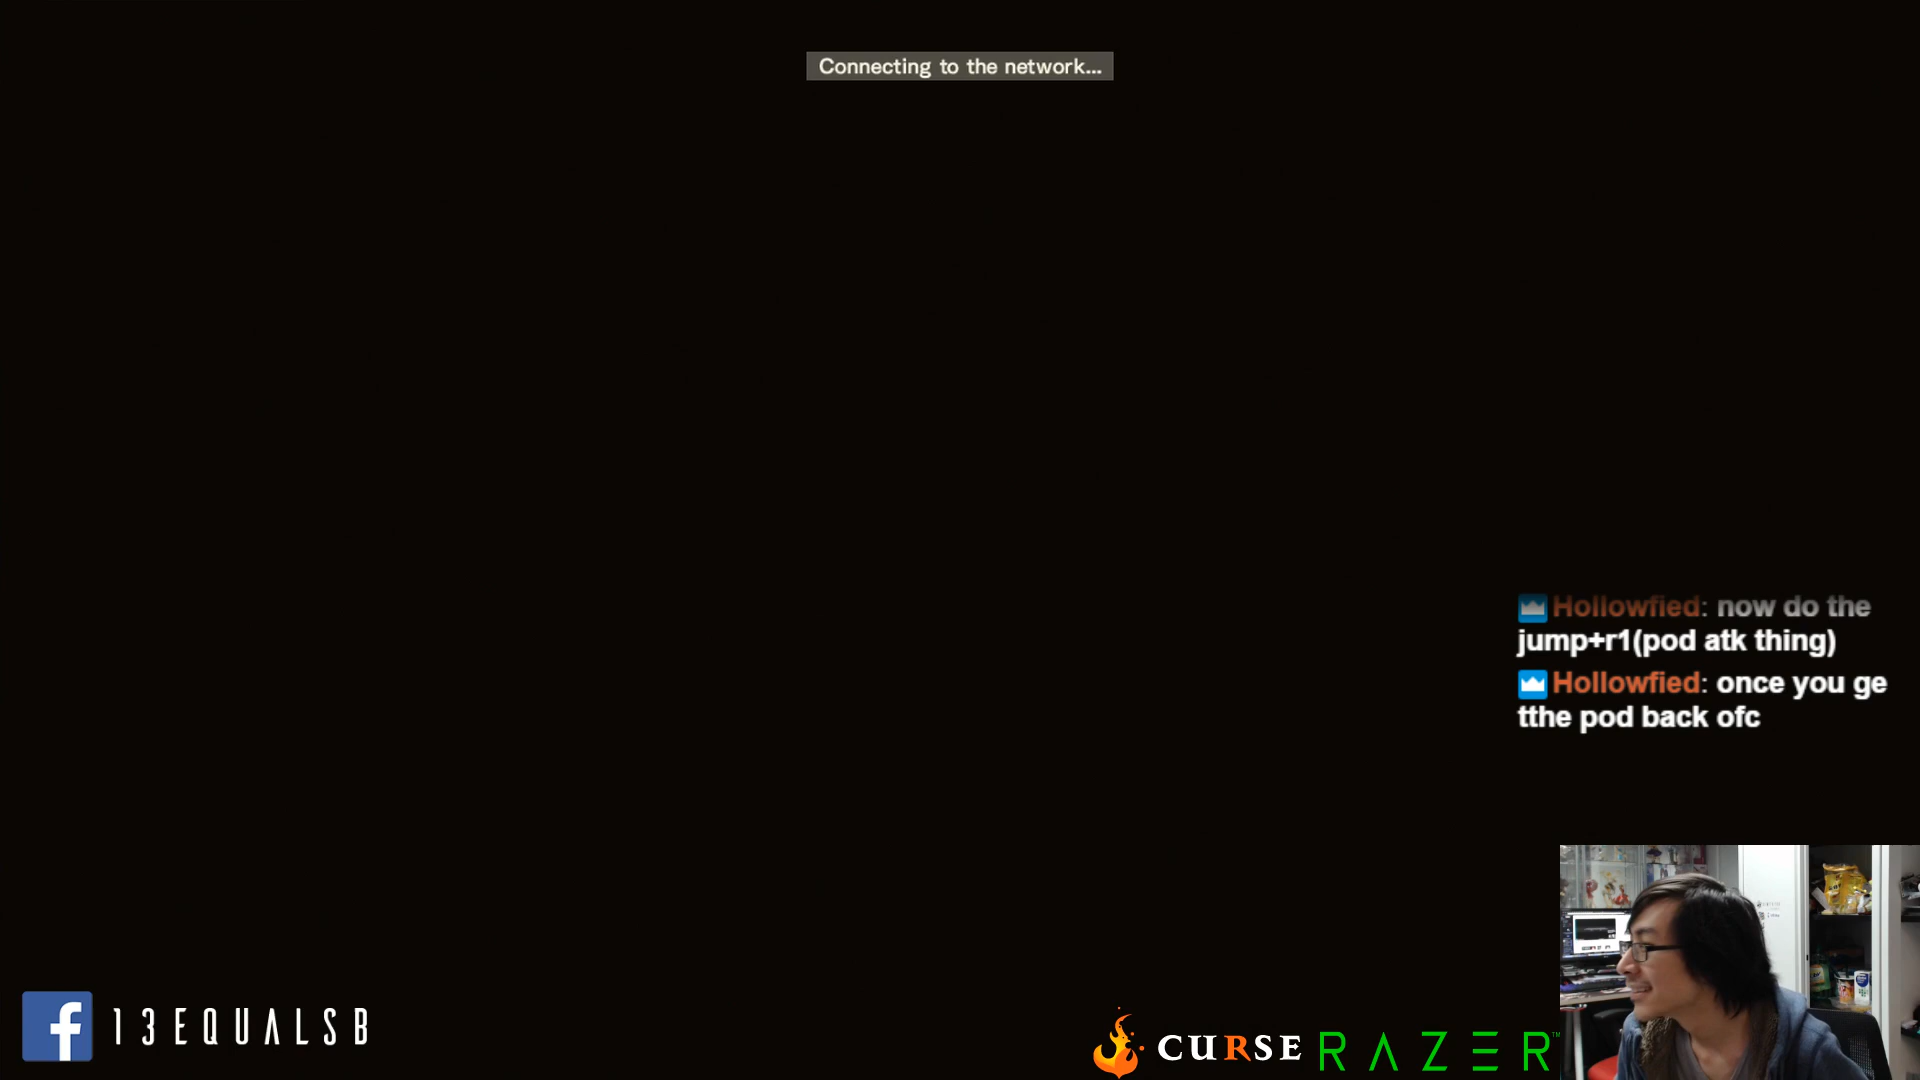 Connecting to the network...
Hollowfied: now do the
jump+r1(pod atk thing)
Hollowfied: once you ge
tthe pod back ofc
f 13EQUALSB
CURSE RAZER™